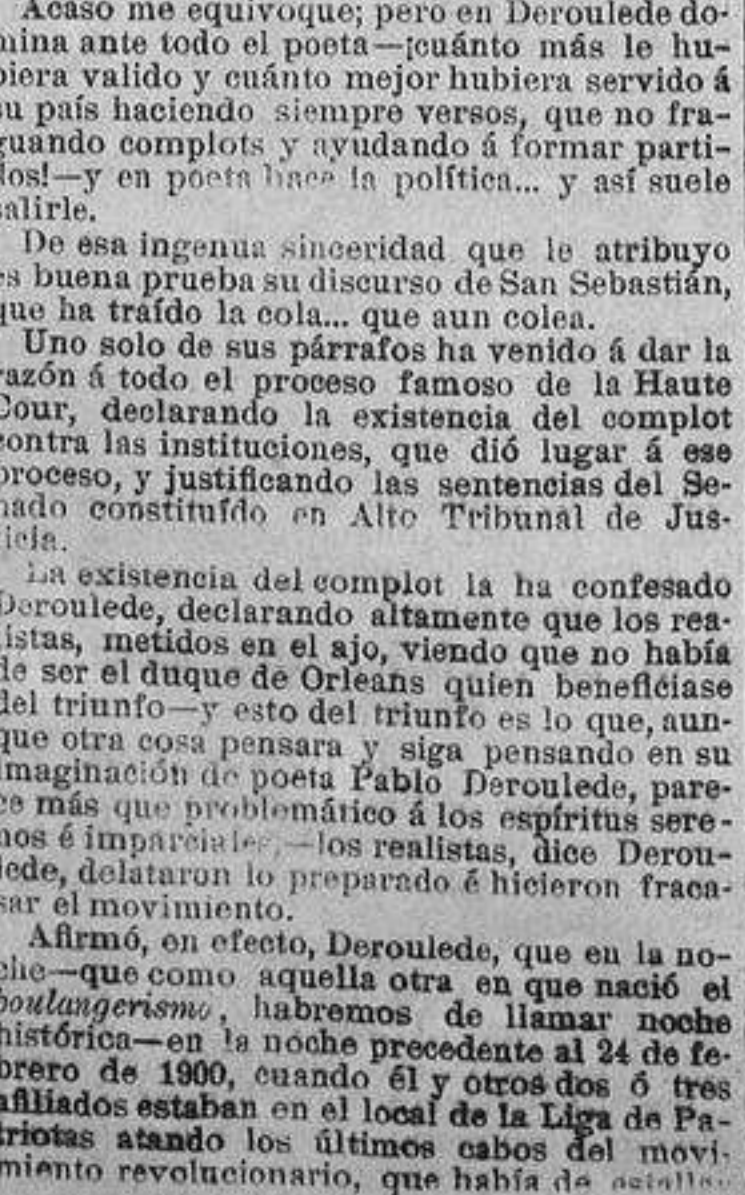 Acaso me equivoque; pero en Deroulede do-
mina ante todo el poeta—¡cuánto más le hu-
biera valido y cuánto mejor hubiera servido á
su país haciendo siempre versos, que no fra-
guando complots y ayudando á formar parti-
dos!—y en poeta hace la política... y así suele
salirle.
De esa ingenua sinceridad que le atribuyo
es buena prueba su discurso de San Sebastián,
que ha traído la cola... que aun colea.
Uno solo de sus párrafos ha venido á dar la
razón á todo el proceso famoso de la Haute
Cour, declarando la existencia del complot
contra las instituciones, que dió lugar á ese
proceso, y justificando las sentencias del Se-
nado constituído en Alto Tribunal de Jus-
ticia.
La existencia del complot la ha confesado
Deroulede, declarando altamente que los rea-
listas, metidos en el ajo, viendo que no había
de ser el duque de Orleans quien beneficiase
del triunfo—y esto del triunfo es lo que, aun-
que otra cosa pensara y siga pensando en su
imaginación de poeta Pablo Deroulede, pare-
ce más que problemático á los espíritus sere-
nos é imparciales,—los realistas, dice Derou-
lede, delataron lo preparado é hicieron fraca-
sar el movimiento.
Afirmó, en efecto, Deroulede, que en la no-
che—que como aquella otra en que nació el
boulangerismo, habremos de llamar noche
histórica—en la noche precedente al 24 de fe-
brero de 1900, cuando él y otros dos ó tres
afiliados estaban en el local de la Liga de Pa-
triotas atando los últimos cabos del movi-
miento revolucionario, que había de